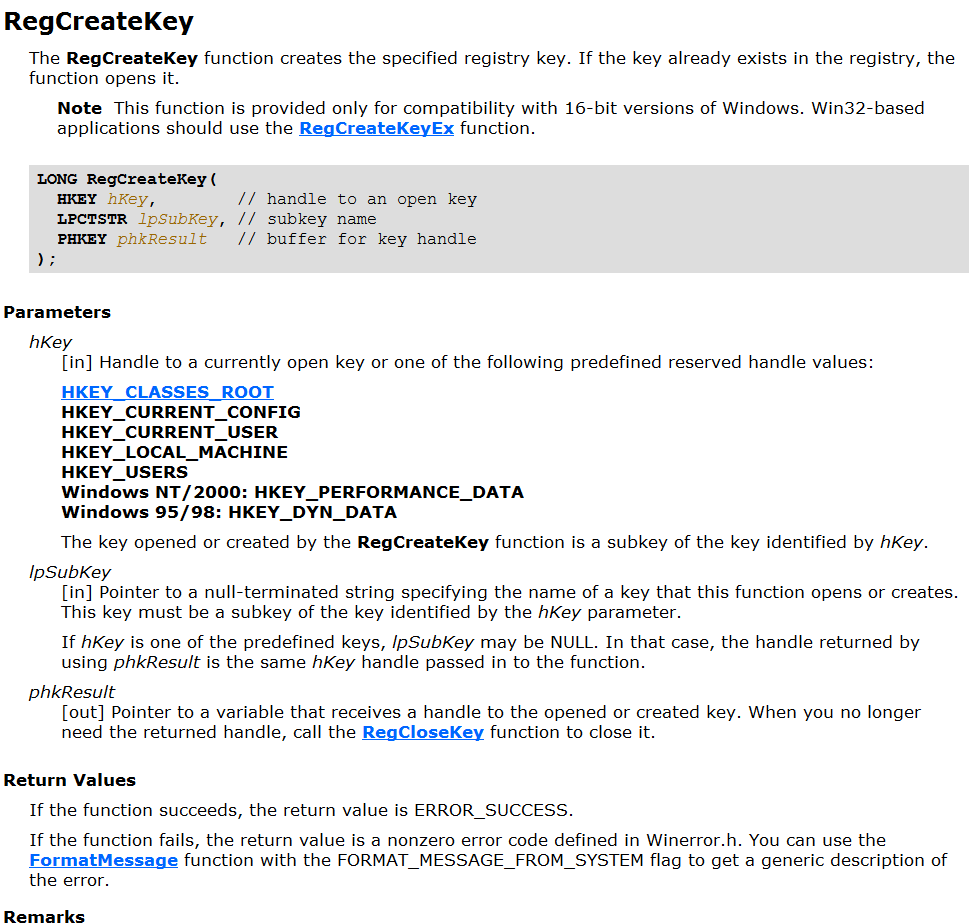 RegCreateKey
The RegCreateKey function creates the specified registry key. If the key already exists in the registry, the
function opens it.
Note  This function is provided only for compatibility with 16-bit versions of Windows. Win32-based
applications should use the RegCreateKeyEx function.
LONG RegCreateKey(
  HKEY hKey,        // handle to an open key
  LPCTSTR lpSubKey, // subkey name
  PHKEY phkResult   // buffer for key handle
);
Parameters
hKey
[in] Handle to a currently open key or one of the following predefined reserved handle values:
HKEY_CLASSES_ROOT
HKEY_CURRENT_CONFIG
HKEY_CURRENT_USER
HKEY_LOCAL_MACHINE
HKEY_USERS
Windows NT/2000: HKEY_PERFORMANCE_DATA
Windows 95/98: HKEY_DYN_DATA
The key opened or created by the RegCreateKey function is a subkey of the key identified by hKey.
lpSubKey
[in] Pointer to a null-terminated string specifying the name of a key that this function opens or creates.
This key must be a subkey of the key identified by the hKey parameter.
If hKey is one of the predefined keys, lpSubKey may be NULL. In that case, the handle returned by
using phkResult is the same hKey handle passed in to the function.
phkResult
[out] Pointer to a variable that receives a handle to the opened or created key. When you no longer
need the returned handle, call the RegCloseKey function to close it.
Return Values
If the function succeeds, the return value is ERROR_SUCCESS.
If the function fails, the return value is a nonzero error code defined in Winerror.h. You can use the
FormatMessage function with the FORMAT_MESSAGE_FROM_SYSTEM flag to get a generic description of
the error.
Remarks